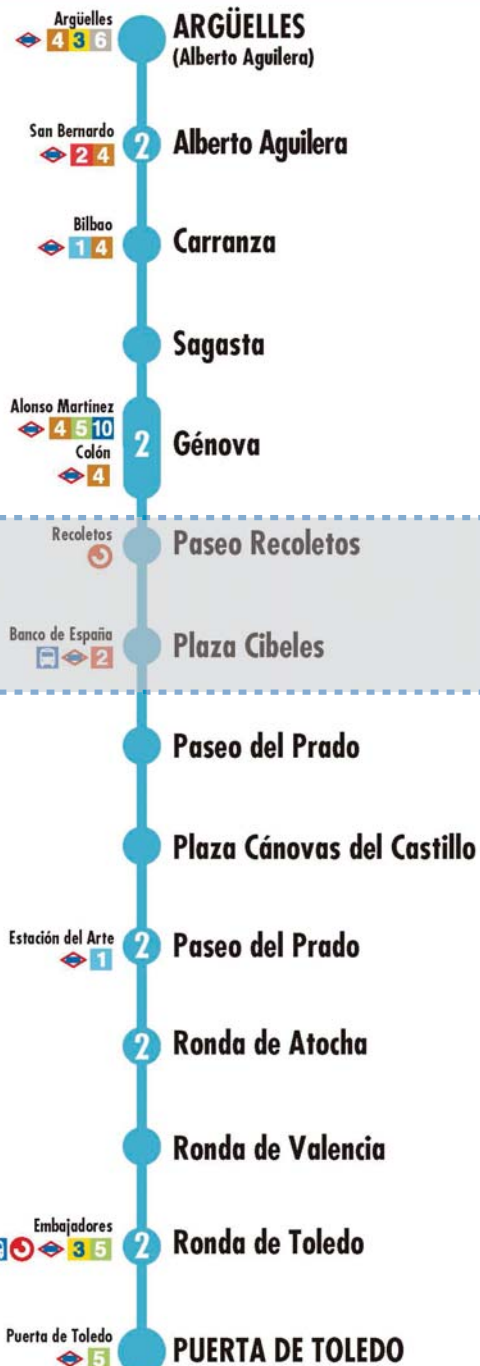 Argüelles
4 3 6
ARGÜELLES
(Alberto Aguilera)
San Bernardo
2 4
2
Alberto Aguilera
Bilbao
1 4
Carranza
Sagasta
Alonso Martínez
4 5 10
Colón
4
2
Génova
Recoletos
Paseo Recoletos
Banco de España
2
Plaza Cibeles
Paseo del Prado
Plaza Cánovas del Castillo
Estación del Arte
1
2
Paseo del Prado
2
Ronda de Atocha
Ronda de Valencia
Embajadores
3 5
2
Ronda de Toledo
Puerta de Toledo
5
PUERTA DE TOLEDO